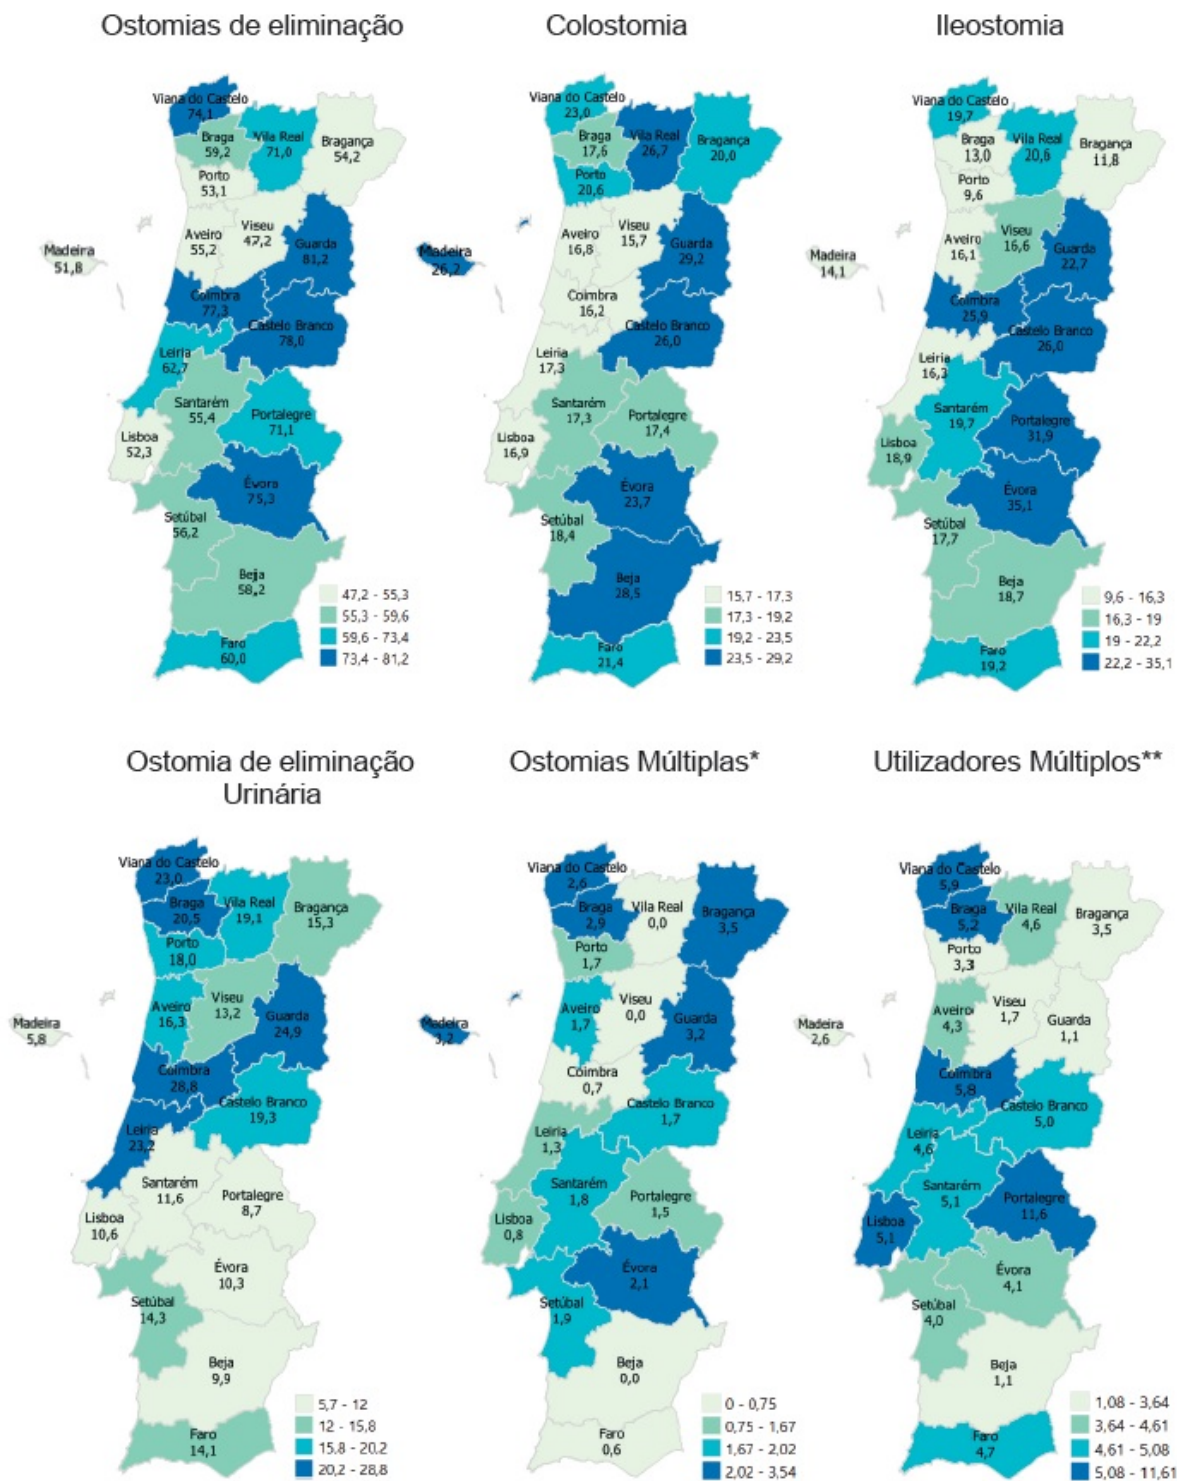 Ostomias de eliminação
Colostomia
Ileostomia
Viana do Castelo
74,1
Braga
59,2
Vila Real
71,0
Bragança
54,2
Porto
53,1
Aveiro
55,2
Viseu
47,2
Guarda
81,2
Madeira
51,8
Coimbra
77,3
Castelo Branco
78,0
Leiria
62,7
Santarém
55,4
Portalegre
71,1
Lisboa
52,3
Évora
75,3
Setúbal
56,2
Beja
58,2
Faro
60,0
47,2 - 55,3
55,3 - 59,6
59,6 - 73,4
73,4 - 81,2
Viana do Castelo
23,0
Braga
17,6
Vila Real
26,7
Bragança
20,0
Porto
20,6
Aveiro
16,8
Viseu
15,7
Guarda
29,2
Madeira
26,2
Coimbra
16,2
Castelo Branco
26,0
Leiria
17,3
Santarém
17,3
Portalegre
17,4
Lisboa
16,9
Évora
23,7
Setúbal
18,4
Beja
28,5
Faro
21,4
15,7 - 17,3
17,3 - 19,2
19,2 - 23,5
23,5 - 29,2
Viana do Castelo
19,7
Braga
13,0
Vila Real
20,6
Bragança
11,8
Porto
9,6
Aveiro
16,1
Viseu
16,6
Guarda
22,7
Madeira
14,1
Coimbra
25,9
Castelo Branco
26,0
Leiria
16,3
Santarém
19,7
Portalegre
31,9
Lisboa
18,9
Évora
35,1
Setúbal
17,7
Beja
18,7
Faro
19,2
9,6 - 16,3
16,3 - 19
19 - 22,2
22,2 - 35,1
Ostomia de eliminação
Urinária
Ostomias Múltiplas*
Utilizadores Múltiplos**
Viana do Castelo
23,0
Braga
20,5
Vila Real
19,1
Bragança
15,3
Porto
18,0
Aveiro
16,3
Viseu
13,2
Guarda
24,9
Madeira
5,8
Coimbra
28,8
Castelo Branco
19,3
Leiria
23,2
Santarém
11,6
Portalegre
8,7
Lisboa
10,6
Évora
10,3
Setúbal
14,3
Beja
9,9
Faro
14,1
5,7 - 12
12 - 15,8
15,8 - 20,2
20,2 - 28,8
Viana do Castelo
2,6
Braga
2,9
Vila Real
0,0
Bragança
3,5
Porto
1,7
Aveiro
1,7
Viseu
0,0
Guarda
3,2
Madeira
3,2
Coimbra
0,7
Castelo Branco
1,7
Leiria
1,3
Santarém
1,8
Portalegre
1,5
Lisboa
0,8
Évora
2,1
Setúbal
1,9
Beja
0,0
Faro
0,6
0 - 0,75
0,75 - 1,67
1,67 - 2,02
2,02 - 3,54
Viana do Castelo
5,9
Braga
5,2
Vila Real
4,6
Bragança
3,5
Porto
3,3
Aveiro
4,3
Viseu
1,7
Guarda
1,1
Madeira
2,6
Coimbra
5,8
Castelo Branco
5,0
Leiria
4,6
Santarém
5,1
Portalegre
11,6
Lisboa
5,1
Évora
4,1
Setúbal
4,0
Beja
1,1
Faro
4,7
1,08 - 3,64
3,64 - 4,61
4,61 - 5,08
5,08 - 11,61